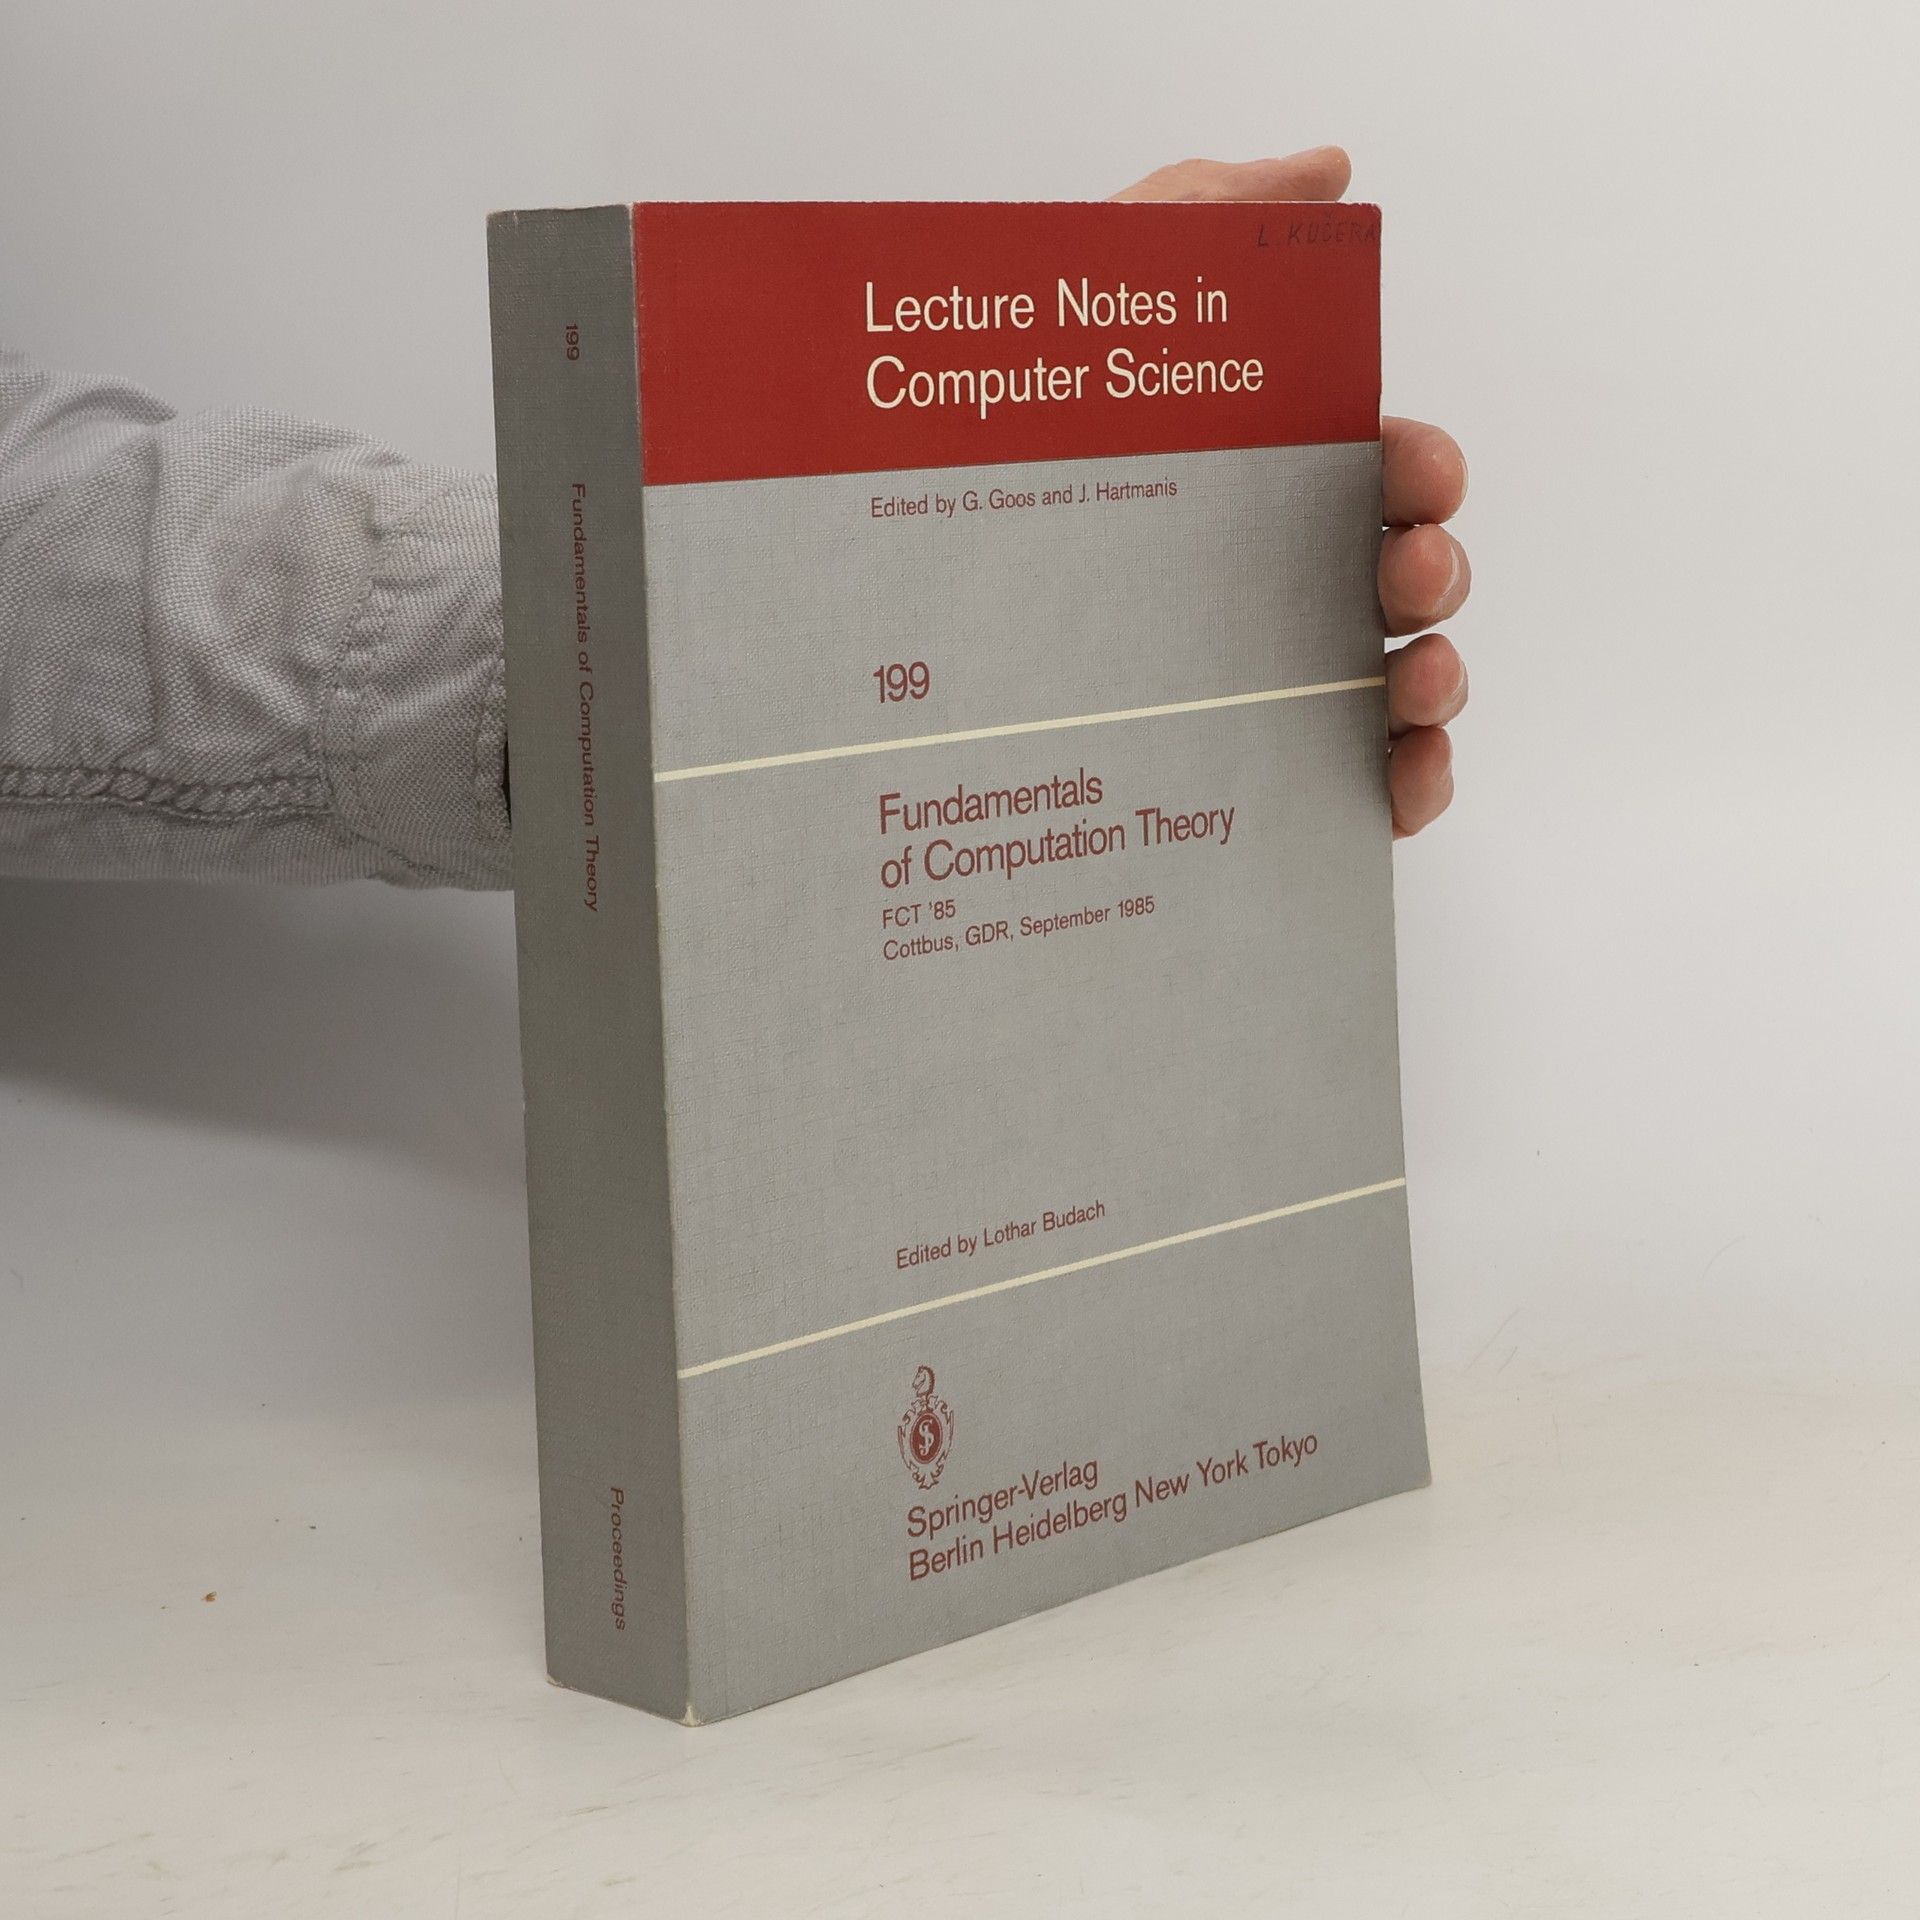 199
Fundamentals of Computation Theory
Proceedings
L. KUČERA
Lecture Notes in
Computer Science
Edited by G. Goos and J. Hartmanis
199
Fundamentals
of Computation Theory
FCT '85
Cottbus, GDR, September 1985
Edited by Lothar Budach
Springer-Verlag
Berlin Heidelberg New York Tokyo